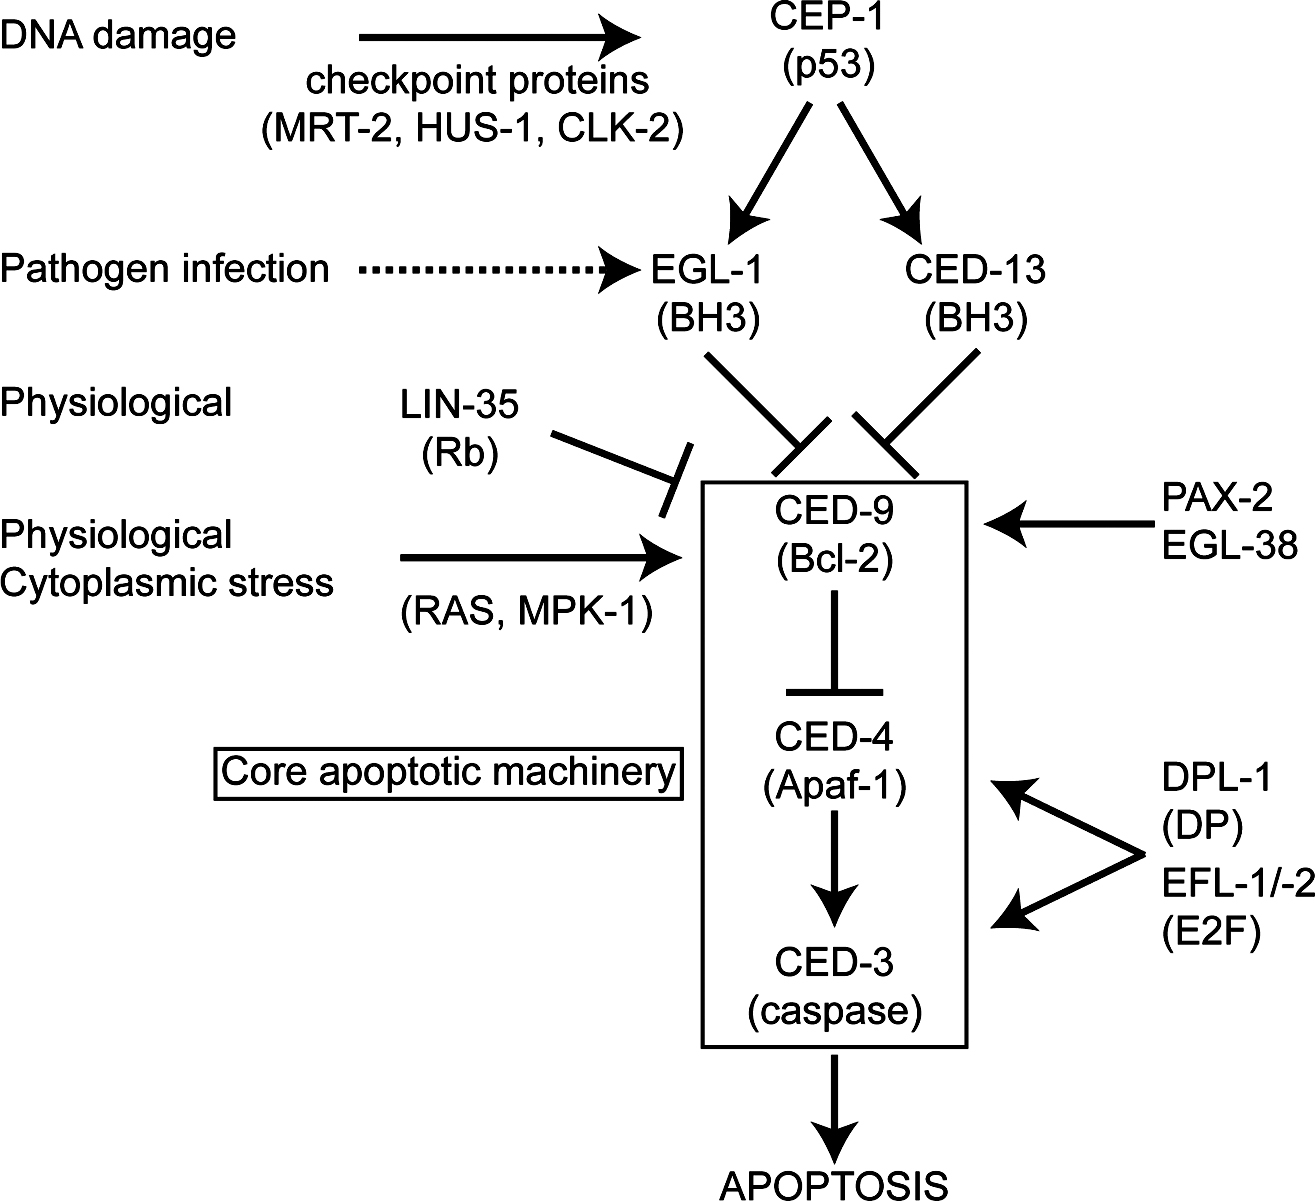 DNA damage
checkpoint proteins
(MRT-2, HUS-1, CLK-2)
CEP-1
(p53)
Pathogen infection
EGL-1
(BH3)
CED-13
(BH3)
Physiological
LIN-35
(Rb)
Physiological
Cytoplasmic stress
(RAS, MPK-1)
CED-9
(Bcl-2)
PAX-2
EGL-38
Core apoptotic machinery
CED-4
(Apaf-1)
DPL-1
(DP)
EFL-1/-2
(E2F)
CED-3
(caspase)
APOPTOSIS